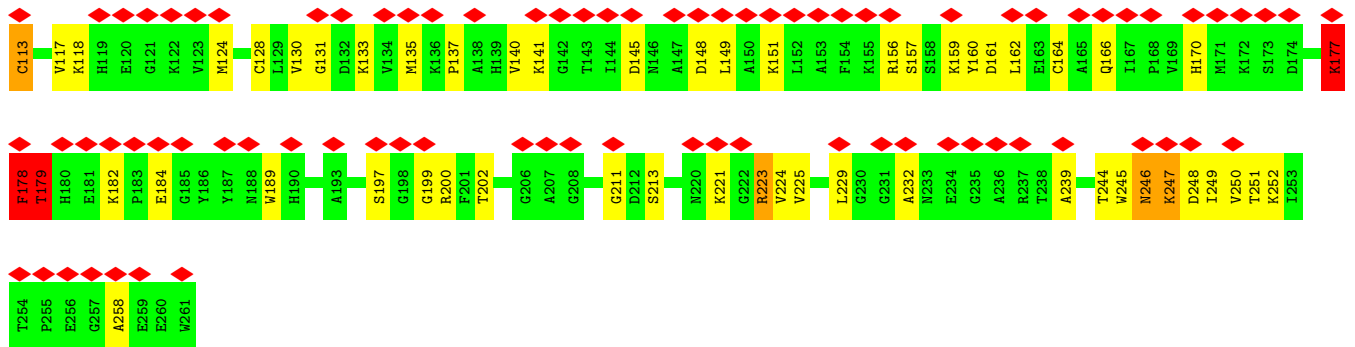 C113 V117 K118 H119 E120 G121 K122 V123 M124 C128 L129 V130 G131 D132 K133 V134 M135 K136 P137 A138 H139 V140 K141 G142 T143 I144 D145 N146 A147 D148 L149 A150 K151 L152 A153 F154 K155 R156 S157 S158 K159 Y160 D161 L162 E163 C164 A165 Q166 I167 P168 V169 H170 M171 K172 S173 D174 K177
F178 T179 H180 E181 K182 P183 E184 G185 Y186 Y187 N188 W189 H190 A193 S197 G198 G199 R200 F201 T202 G206 A207 G208 G211 D212 S213 N220 K221 G222 R223 V224 V225 L229 G230 G231 A232 N233 E234 G235 A236 R237 T238 A239 T244 W245 N246 K247 D248 I249 V250 T251 K252 I253
T254 P255 E256 G257 A258 E259 E260 W261